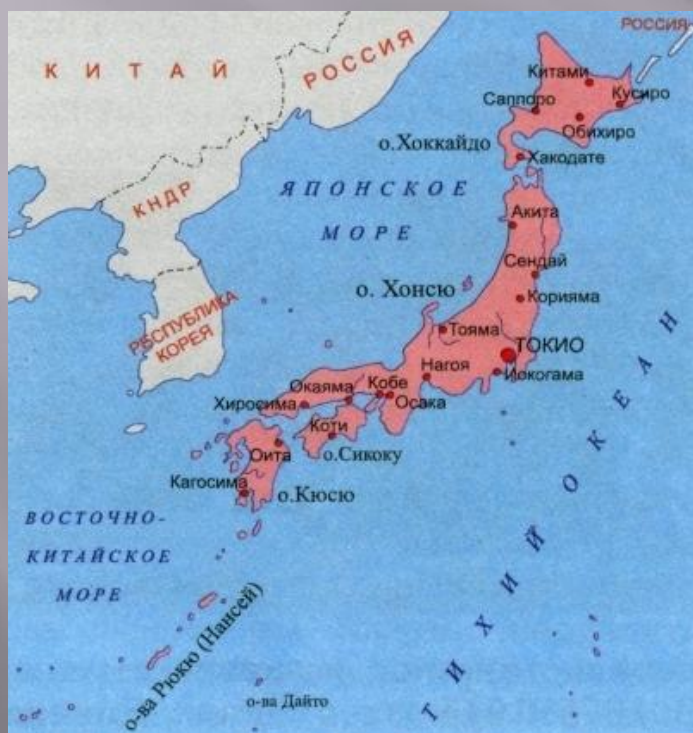 РОССИЯ
КИТАЙ
РОССИЯ
Китами
Саппоро
Кусиро
Обихиро
о.Хоккайдо
Хакодате
КНДР
ЯПОНСКОЕ
МОРЕ
Акита
Сендай
о. Хонсю
Корияма
РЕСПУБЛИКА
КОРЕЯ
Тояма
ТОКИО
Нагоя
Иокогама
Окаяма
Кобе
Хиросима
Осака
Коти
Оита
о.Сикоку
Кагосима
о.Кюсю
ВОСТОЧНО-
КИТАЙСКОЕ
МОРЕ
ТИХИЙ ОКЕАН
о-ва Рюкю (Нансей)
о-ва Дайто